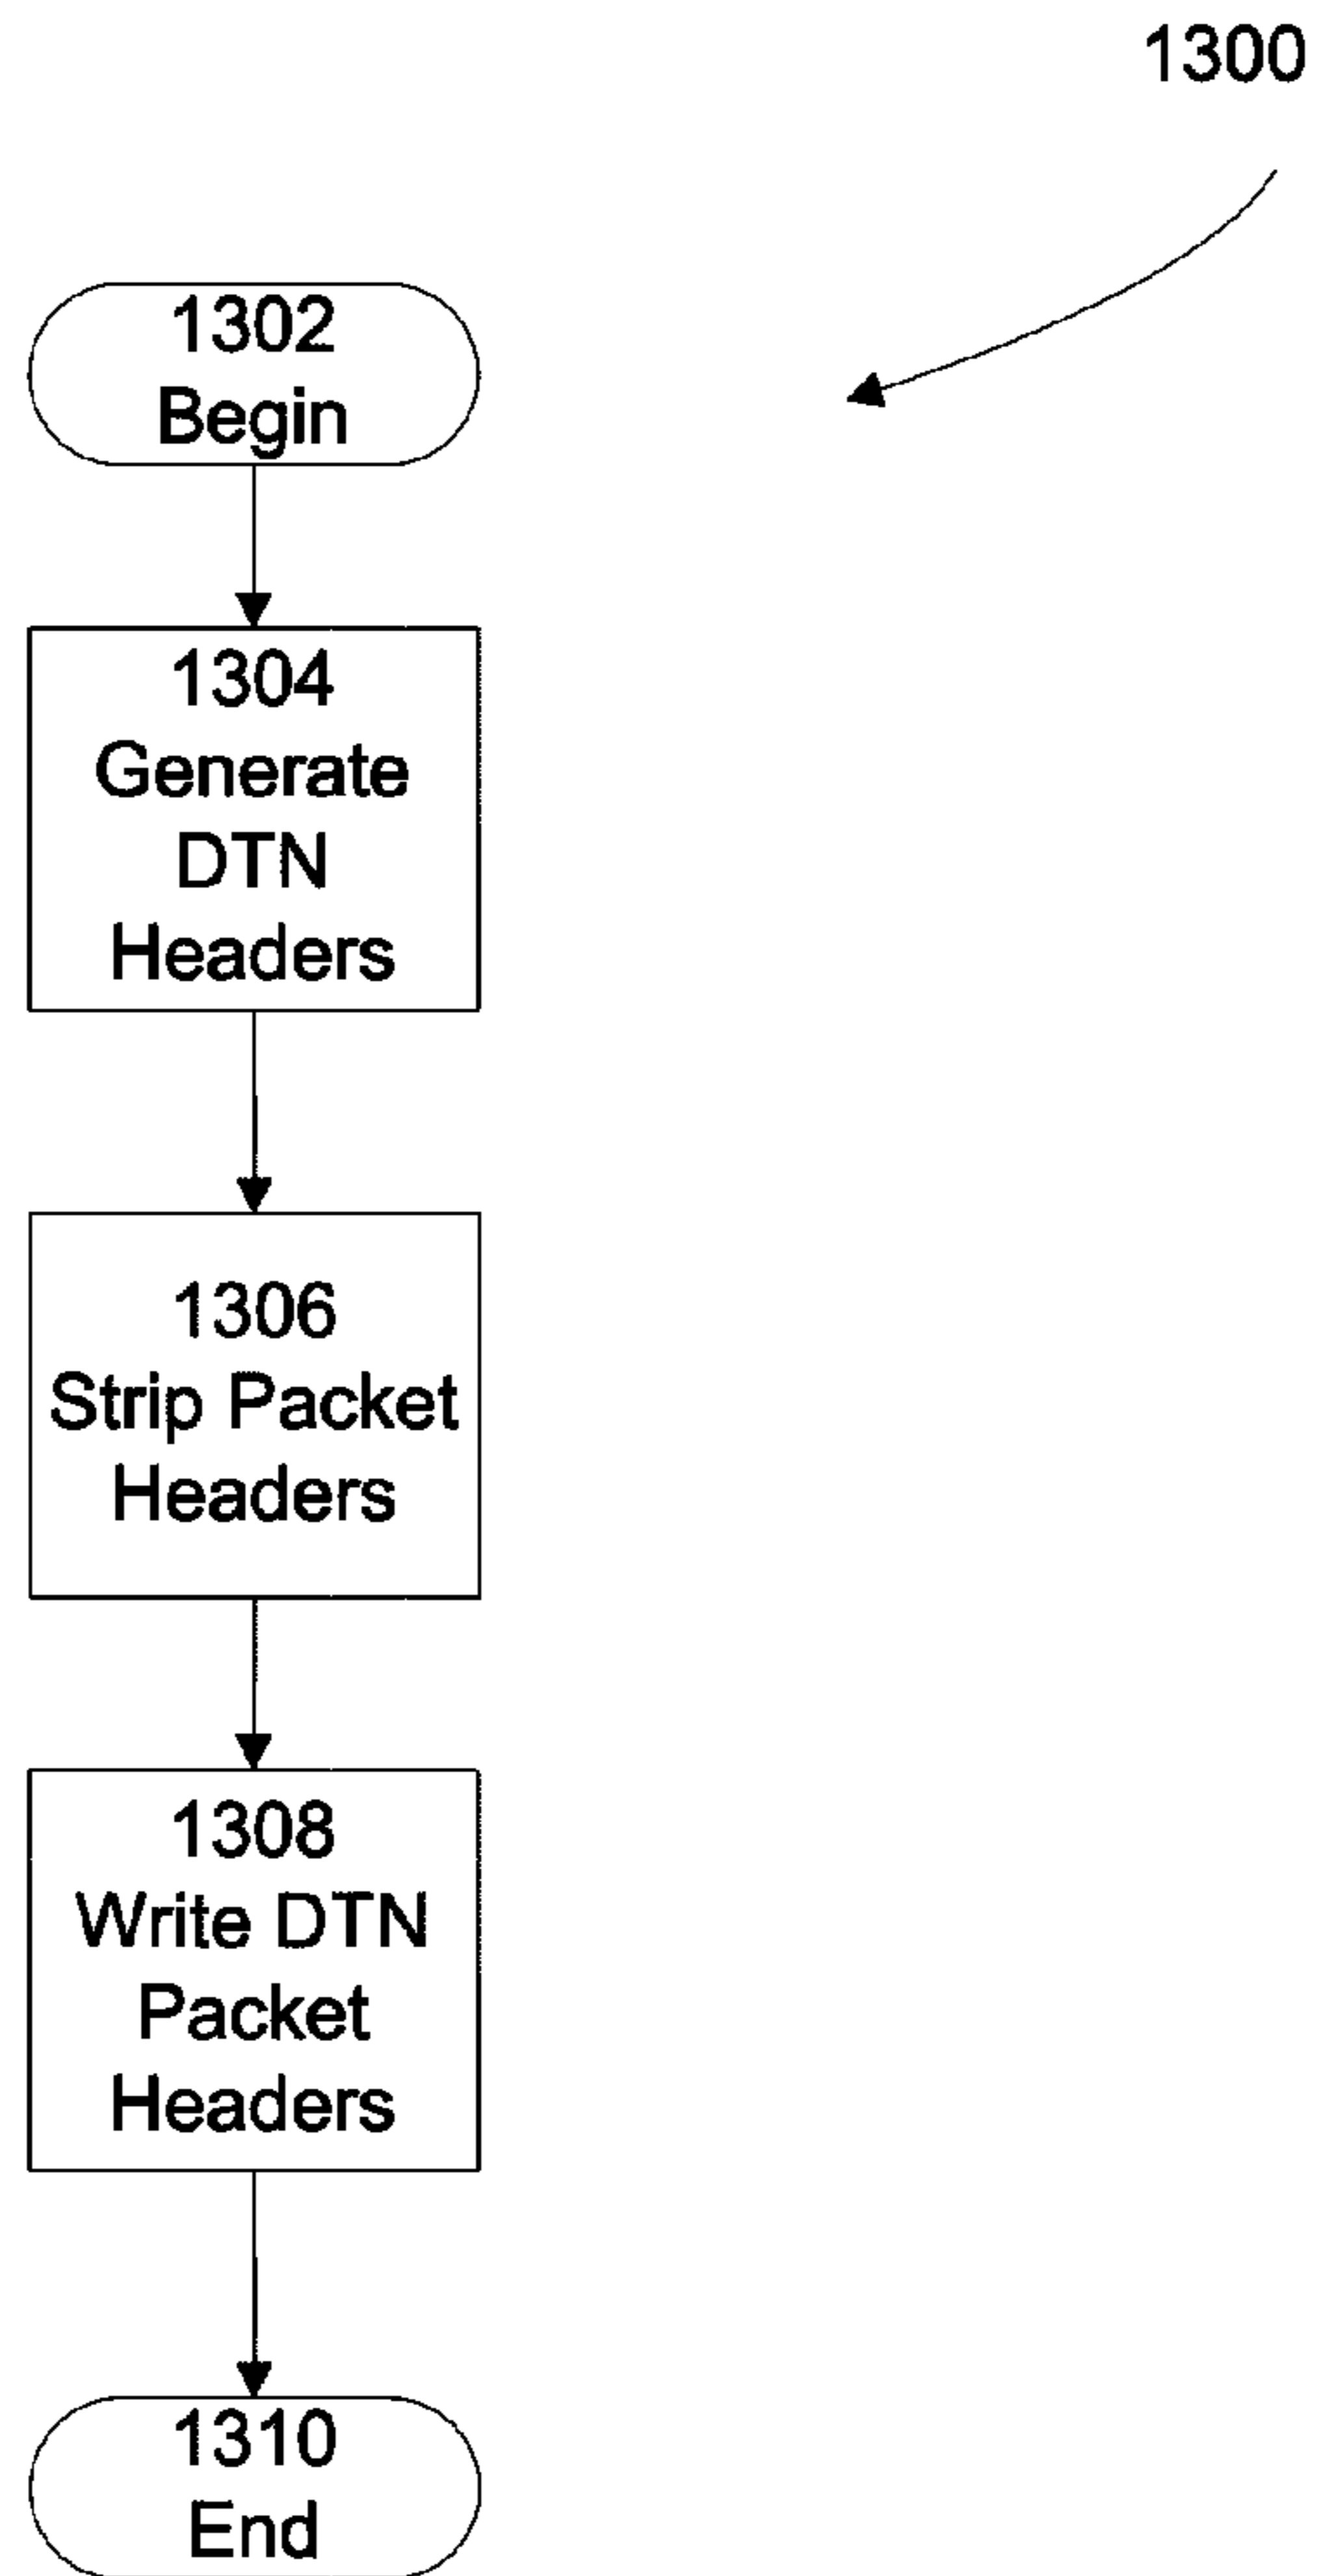 1300
1302
Begin
1304
Generate
DTN
Headers
1306
Strip Packet
Headers
1308
Write DTN
Packet
Headers
1310
End